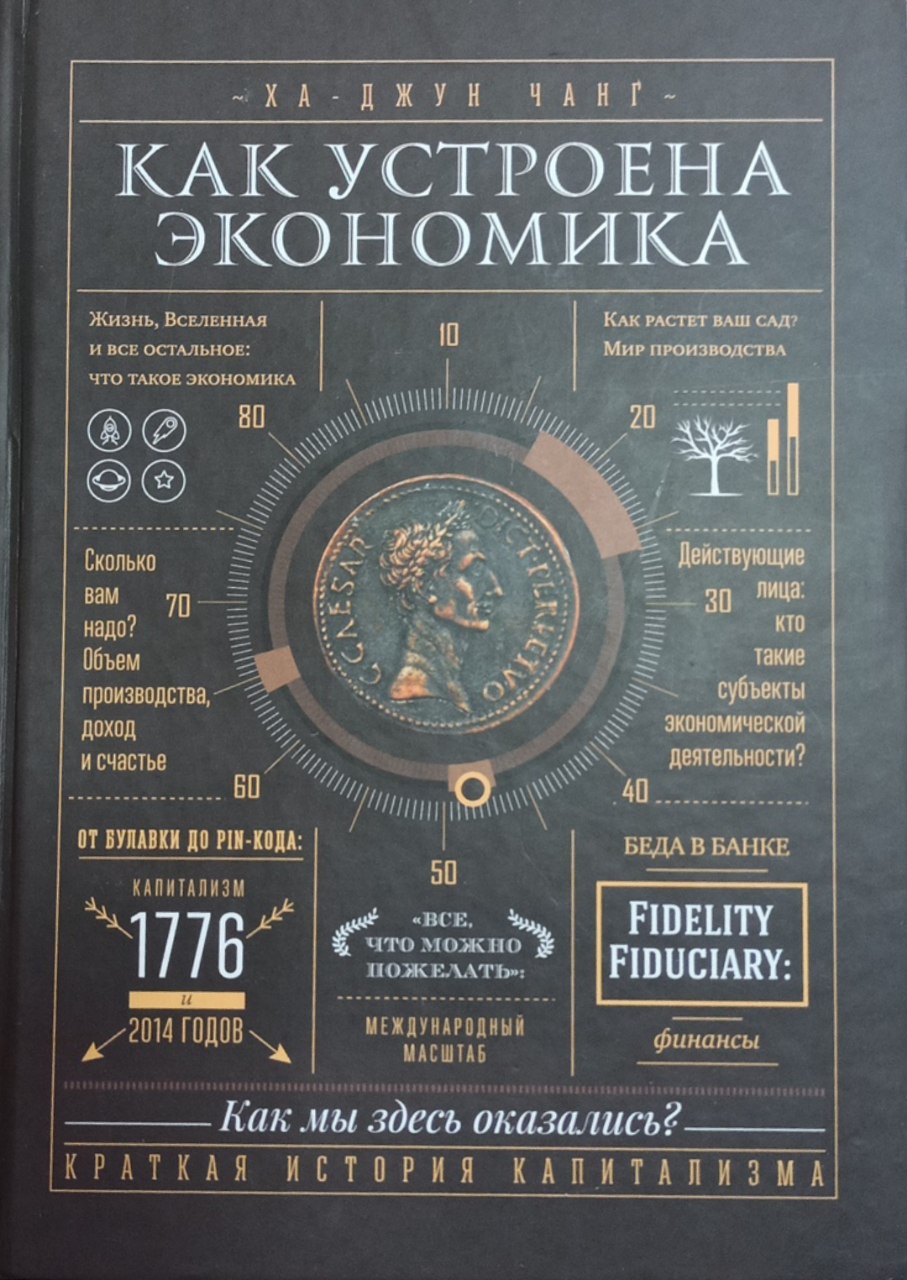 ~ ХА-ДЖУН ЧАНГ ~
КАК УСТРОЕНА
ЭКОНОМИКА
Жизнь, Вселенная
и все остальное:
что такое экономика
Как растет ваш сад?
Мир производства
10
80
20
70
30
60
40
50
Сколько
вам
надо?
Объем
производства,
доход
и счастье
Действующие
лица:
кто
такие
субъекты
экономической
деятельности?
CAESAR
DICT PERPETVO
ОТ БУЛАВКИ ДО PIN-КОДА:
КАПИТАЛИЗМ
1776
и
2014 ГОДОВ
«ВСЕ,
ЧТО МОЖНО
ПОЖЕЛАТЬ»:
МЕЖДУНАРОДНЫЙ
МАСШТАБ
БЕДА В БАНКЕ
FIDELITY
FIDUCIARY:
финансы
Как мы здесь оказались?
КРАТКАЯ ИСТОРИЯ КАПИТАЛИЗМА